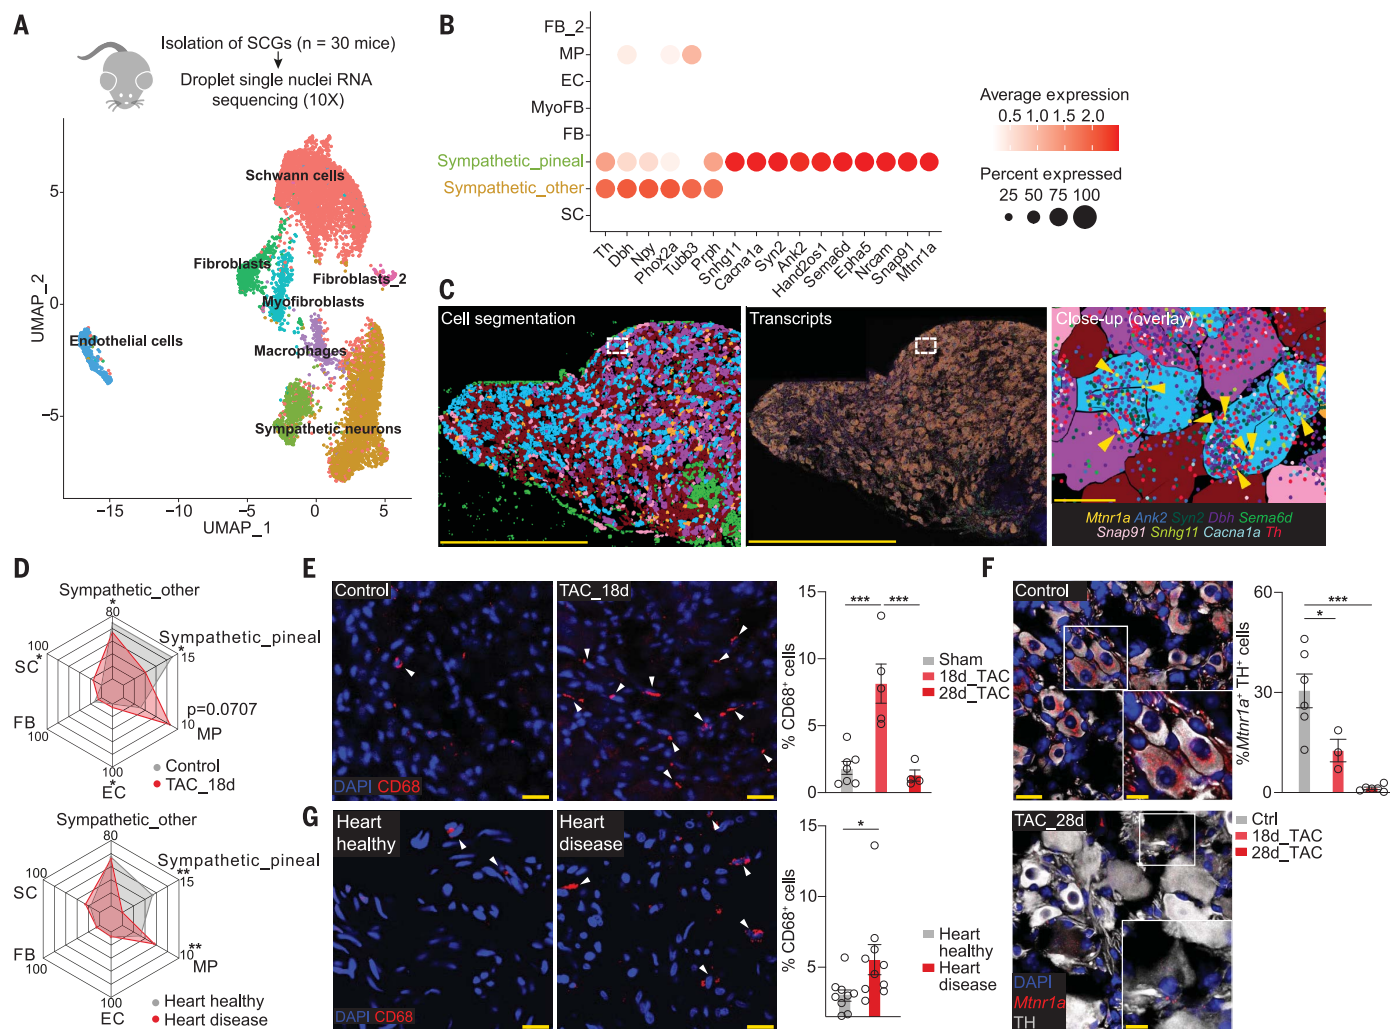 A
Isolation of SCGs (n = 30 mice)
Droplet single nuclei RNA
sequencing (10X)
UMAP_2
5
0
−5
−15
−10
−5
0
5
UMAP_1
Schwann cells
Fibroblasts
Fibroblasts_2
Myofibroblasts
Endothelial cells
Macrophages
Sympathetic neurons
B
FB_2
MP
EC
MyoFB
FB
Sympathetic_pineal
Sympathetic_other
SC
Th
Dbh
Npy
Phox2a
Tubb3
Prph
Snhg11
Cacna1a
Syn2
Ank2
Hand2os1
Sema6d
Epha5
Nrcam
Snap91
Mtnr1a
Average expression
0.5 1.0 1.5 2.0
Percent expressed
25 50 75 100
C
Cell segmentation
Transcripts
Close-up (overlay)
Mtnr1a Ank2 Syn2 Dbh Sema6d
Snap91 Snhg11 Cacna1a Th
D
Sympathetic_other
*
80
Sympathetic_pineal
*
15
100
SC *
p=0.0707
10
MP
FB
100
100
*
EC
Control
TAC_18d
Sympathetic_other
80
Sympathetic_pineal
**
15
100
SC
**
10
MP
FB
100
100
EC
Heart healthy
Heart disease
E
Control
DAPI CD68
TAC_18d
% CD68+ cells
15
10
5
0
***
***
Sham
18d_TAC
28d_TAC
F
Control
%Mtnr1a+ TH+ cells
60
30
0
***
*
Ctrl
18d_TAC
28d_TAC
TAC_28d
DAPI
Mtnr1a
TH
G
Heart
healthy
DAPI CD68
Heart
disease
% CD68+ cells
15
10
5
*
Heart
healthy
Heart
disease